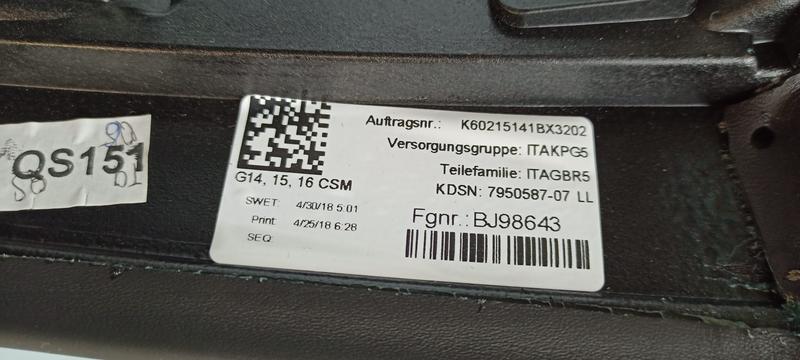 QS151
Auftragsnr.: K60215141BX3202
Versorgungsgruppe: ITAKPG5
Teilefamilie: ITAGBR5
KDSN: 7950587-07 LL
G14, 15, 16 CSM
SWET: 4/30/18 5:01
Print: 4/25/18 6:28
SEQ:
Fgnr.: BJ98643